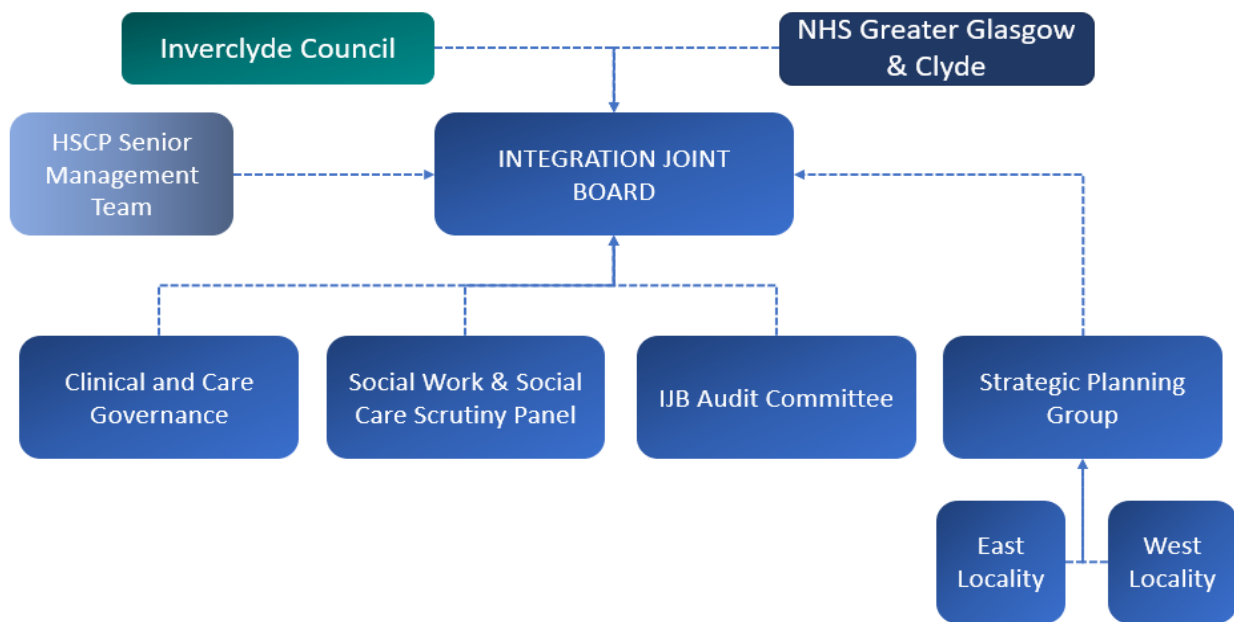 Inverclyde Council
NHS Greater Glasgow
& Clyde
HSCP Senior
Management
Team
INTEGRATION JOINT
BOARD
Clinical and Care
Governance
Social Work & Social
Care Scrutiny Panel
IJB Audit Committee
Strategic Planning
Group
East
Locality
West
Locality